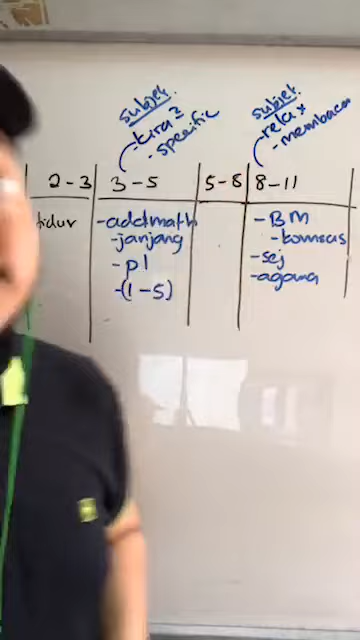 subjek
- kira²
- specific
subjek
- relax
- membaca
2-3
3-5
5-8
8-11
tidur
- addmath
- janjang
- p1
- (1-5)
- BM
- komsas
- sej
- agama